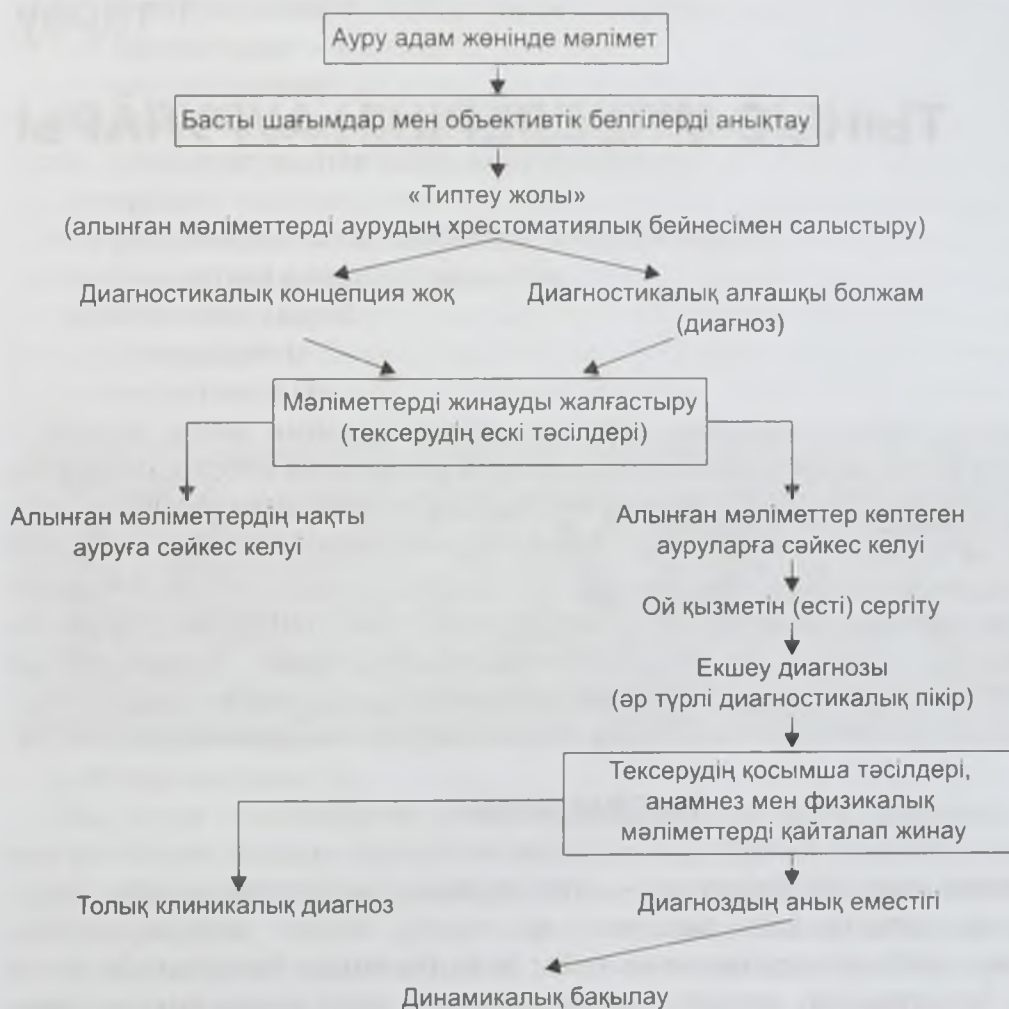 Ауру адам жөнінде мәлімет
Басты шағымдар мен объективтік белгілерді анықтау
«Типтеу жолы»
(алынған мәліметтерді аурудың хрестоматиялық бейнесімен салыстыру)
Диагностикалық концепция жоқ
Диагностикалық алғашқы болжам
(диагноз)
Мәліметтерді жинауды жалғастыру
(тексерудің ескі тәсілдері)
Алынған мәліметтердің нақты
ауруға сәйкес келуі
Алынған мәліметтер көптеген
ауруларға сәйкес келуі
Ой қызметін (есті) сергіту
Екшеу диагнозы
(әр түрлі диагностикалық пікір)
Тексерудің қосымша тәсілдері,
анамнез мен физикалық
мәліметтерді қайталап жинау
Толық клиникалық диагноз
Диагноздың анық еместігі
Динамикалық бақылау